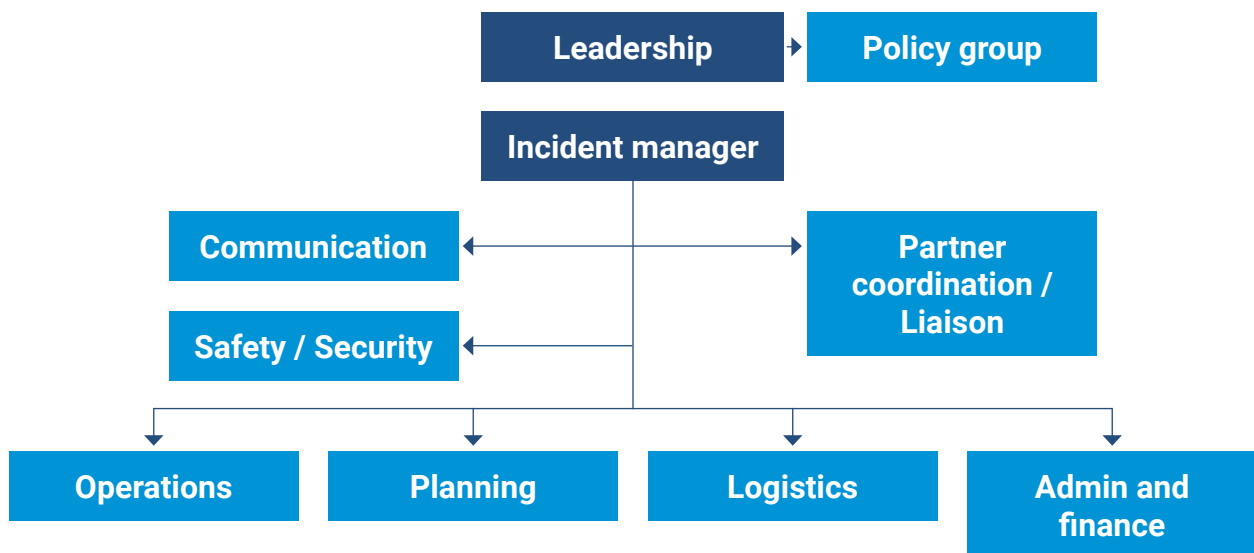 Leadership
Policy group
Incident manager
Communication
Partner
coordination /
Liaison
Safety / Security
Operations
Planning
Logistics
Admin and
finance